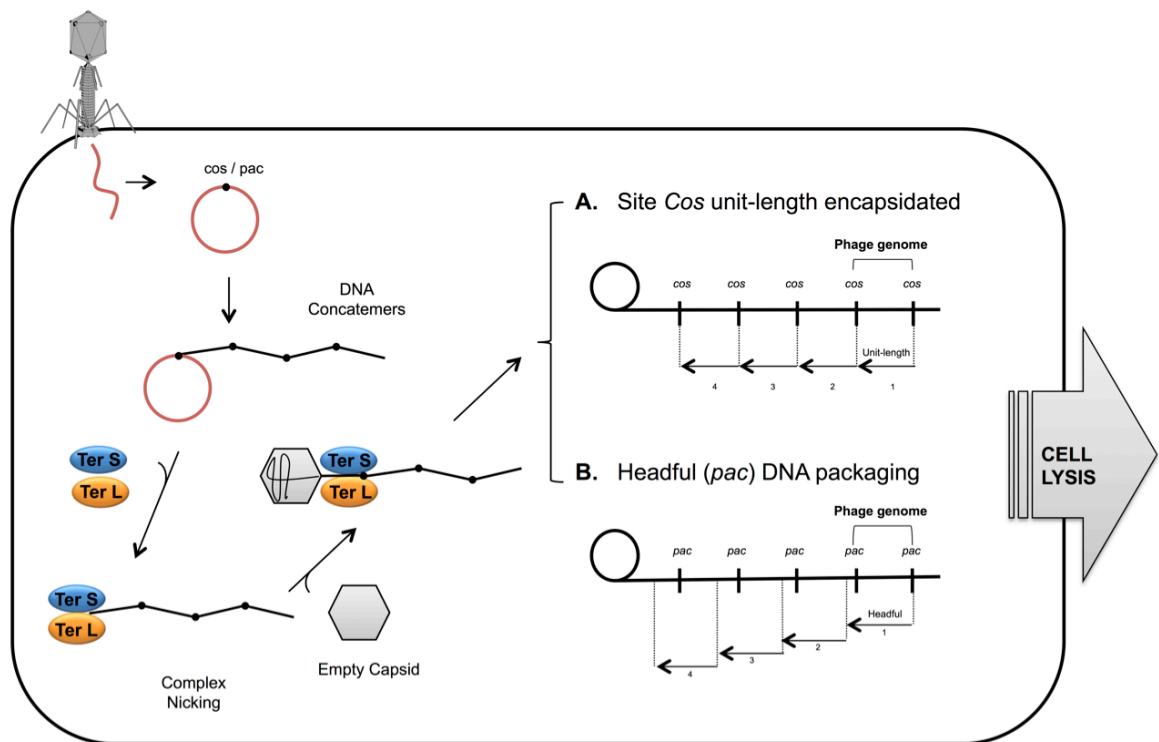 cos / pac
DNA
Concatemers
Ter S
Ter L
Ter S
Ter L
Complex
Nicking
Empty Capsid
Ter S
Ter L
A. Site Cos unit-length encapsidated
Phage genome
cos cos cos cos cos
Unit-length
4 3 2 1
B. Headful (pac) DNA packaging
Phage genome
pac pac pac pac pac
Headful
1
2
3
4
CELL
LYSIS